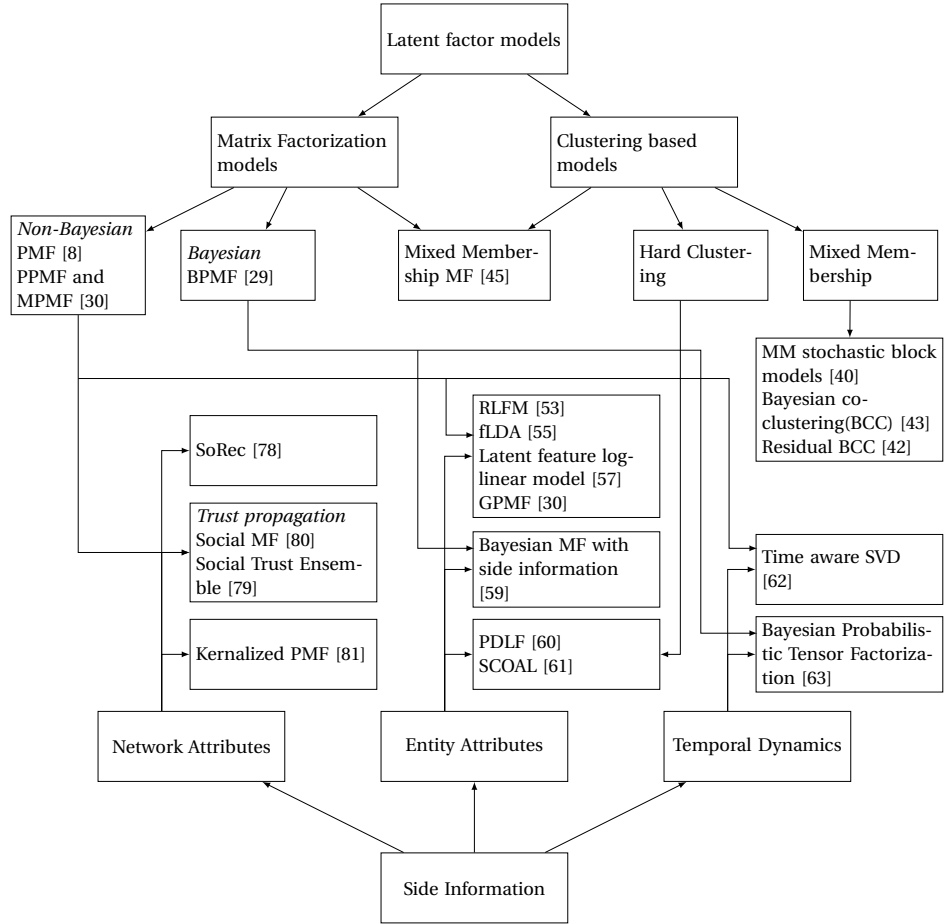 Latent factor models
Matrix Factorization
models
Clustering based
models
Non-Bayesian
PMF [8]
PPMF and
MPMF [30]
Bayesian
BPMF [29]
Mixed Member-
ship MF [45]
Hard Cluster-
ing
Mixed Mem-
bership
MM stochastic block
models [40]
Bayesian co-
clustering(BCC) [43]
Residual BCC [42]
SoRec [78]
RLFM [53]
fLDA [55]
Latent feature log-
linear model [57]
GPMF [30]
Trust propagation
Social MF [80]
Social Trust Ensem-
ble [79]
Bayesian MF with
side information
[59]
Time aware SVD
[62]
Kernalized PMF [81]
PDLF [60]
SCOAL [61]
Bayesian Probabilis-
tic Tensor Factoriza-
tion [63]
Network Attributes
Entity Attributes
Temporal Dynamics
Side Information